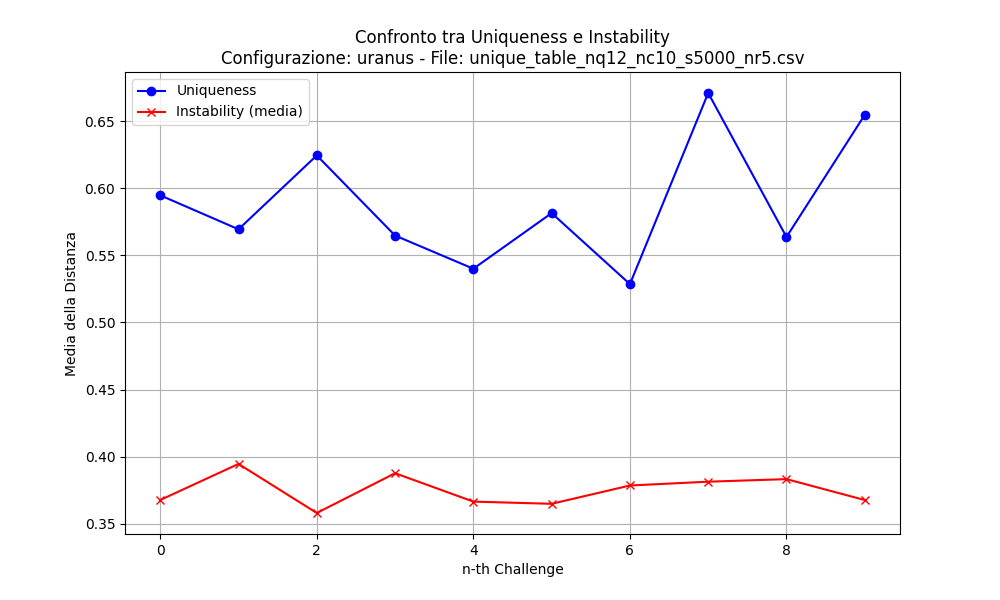 Confronto tra Uniqueness e Instability
Configurazione: uranus - File: unique_table_nq12_nc10_s5000_nr5.csv
Uniqueness
Instability (media)
Media della Distanza
0.65
0.60
0.55
0.50
0.45
0.40
0.35
0 2 4 6 8
n-th Challenge